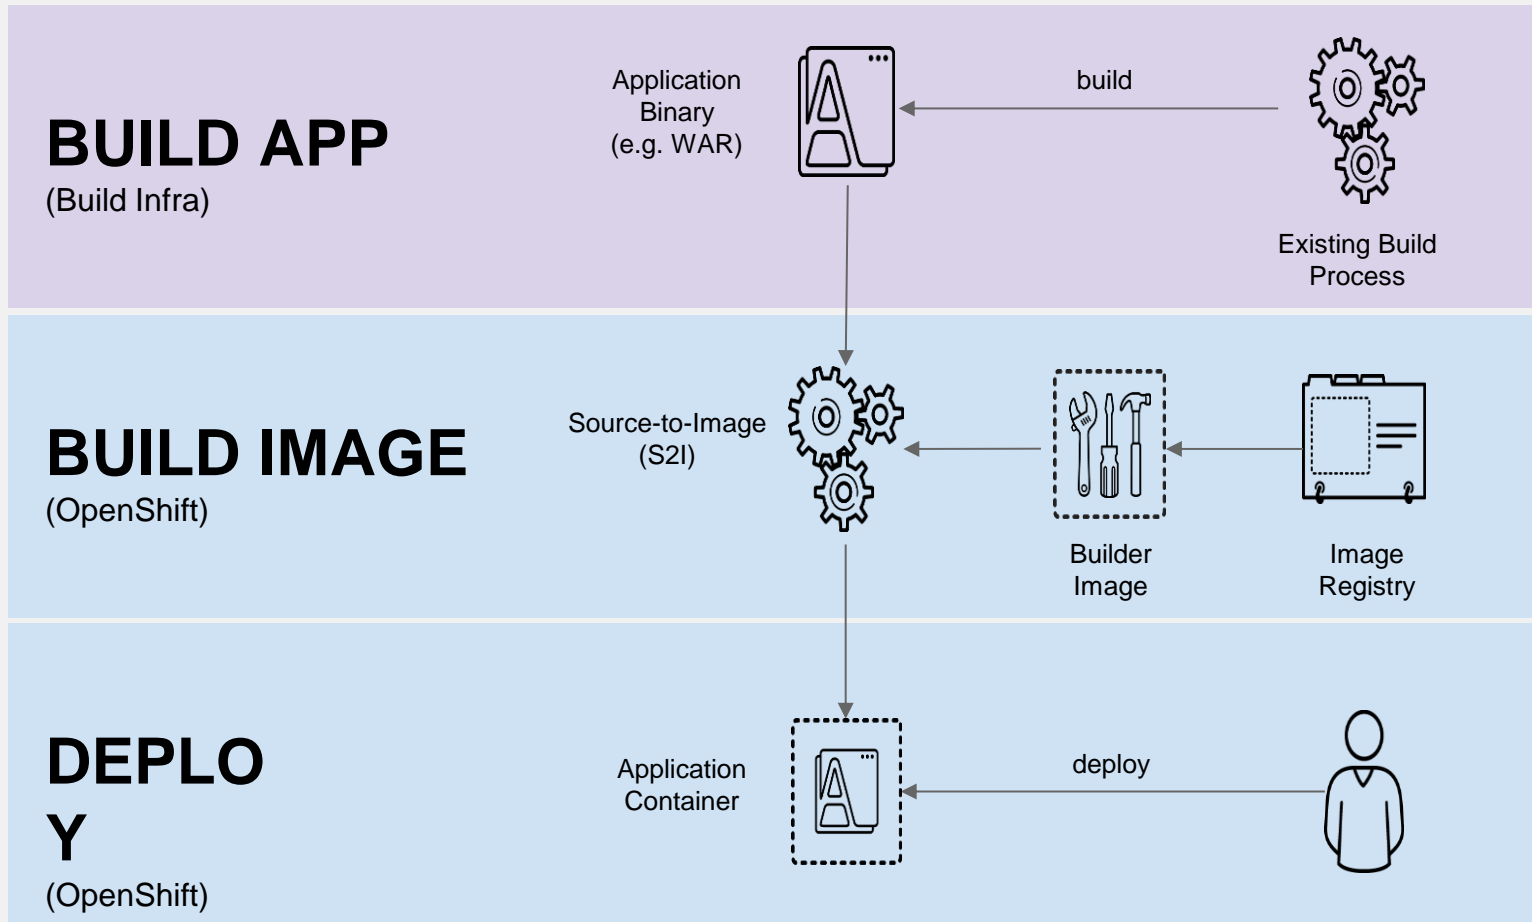 BUILD APP
(Build Infra)
Application
Binary
(e.g. WAR)
build
Existing Build
Process
BUILD IMAGE
(OpenShift)
Source-to-Image
(S2I)
Builder
Image
Image
Registry
DEPLO
Y
(OpenShift)
Application
Container
deploy